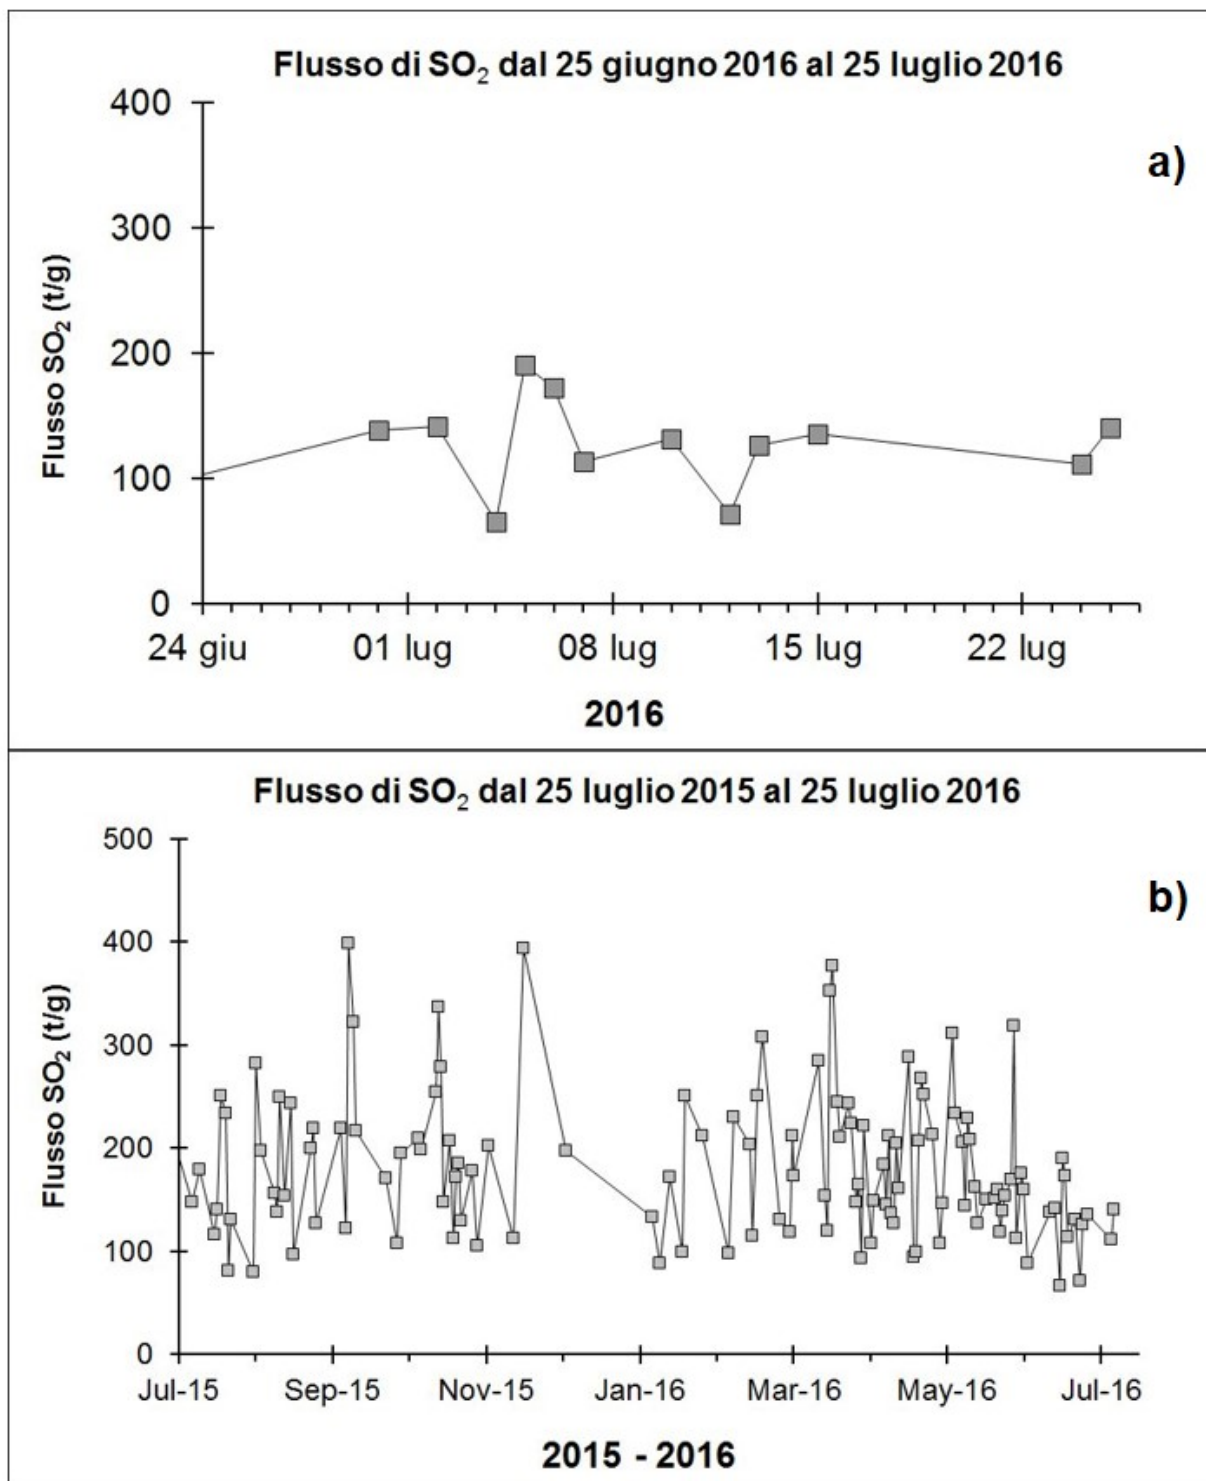 Flusso di SO₂ dal 25 giugno 2016 al 25 luglio 2016
a)
400
300
200
100
0
Flusso SO₂ (t/g)
24 giu 01 lug 08 lug 15 lug 22 lug
2016
Flusso di SO₂ dal 25 luglio 2015 al 25 luglio 2016
b)
500
400
300
200
100
0
Flusso SO₂ (t/g)
Jul-15 Sep-15 Nov-15 Jan-16 Mar-16 May-16 Jul-16
2015 - 2016